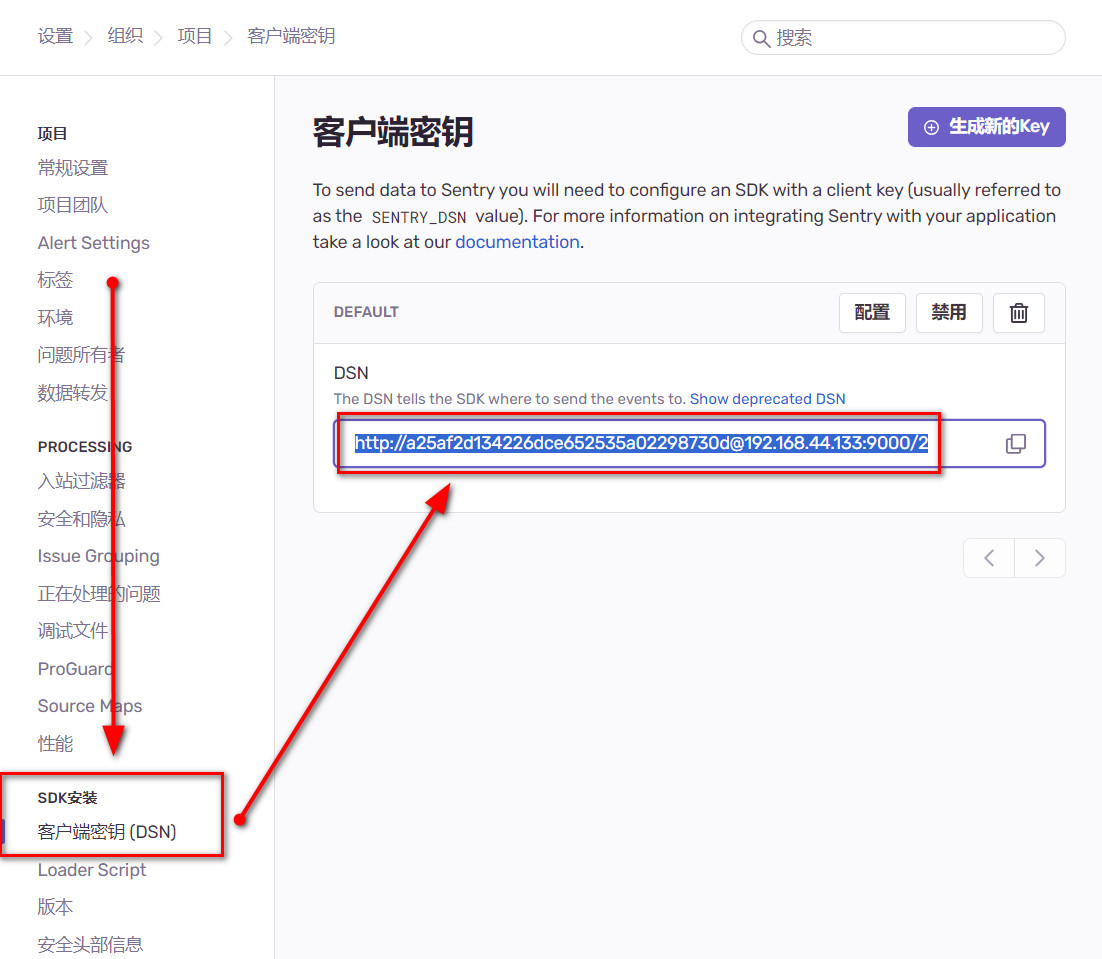 设置 组织 项目 客户端密钥
搜索
项目
常规设置
项目团队
Alert Settings
标签
环境
问题所有者
数据转发
PROCESSING
入站过滤器
安全和隐私
Issue Grouping
正在处理的问题
调试文件
ProGuard
Source Maps
性能
SDK安装
客户端密钥 (DSN)
Loader Script
版本
安全头部信息
客户端密钥
生成新的Key
To send data to Sentry you will need to configure an SDK with a client key (usually referred to
as the SENTRY_DSN value). For more information on integrating Sentry with your application
take a look at our documentation.
DEFAULT
配置
禁用
DSN
The DSN tells the SDK where to send the events to. Show deprecated DSN
http://a25af2d134226dce652535a02298730d@192.168.44.133:9000/2